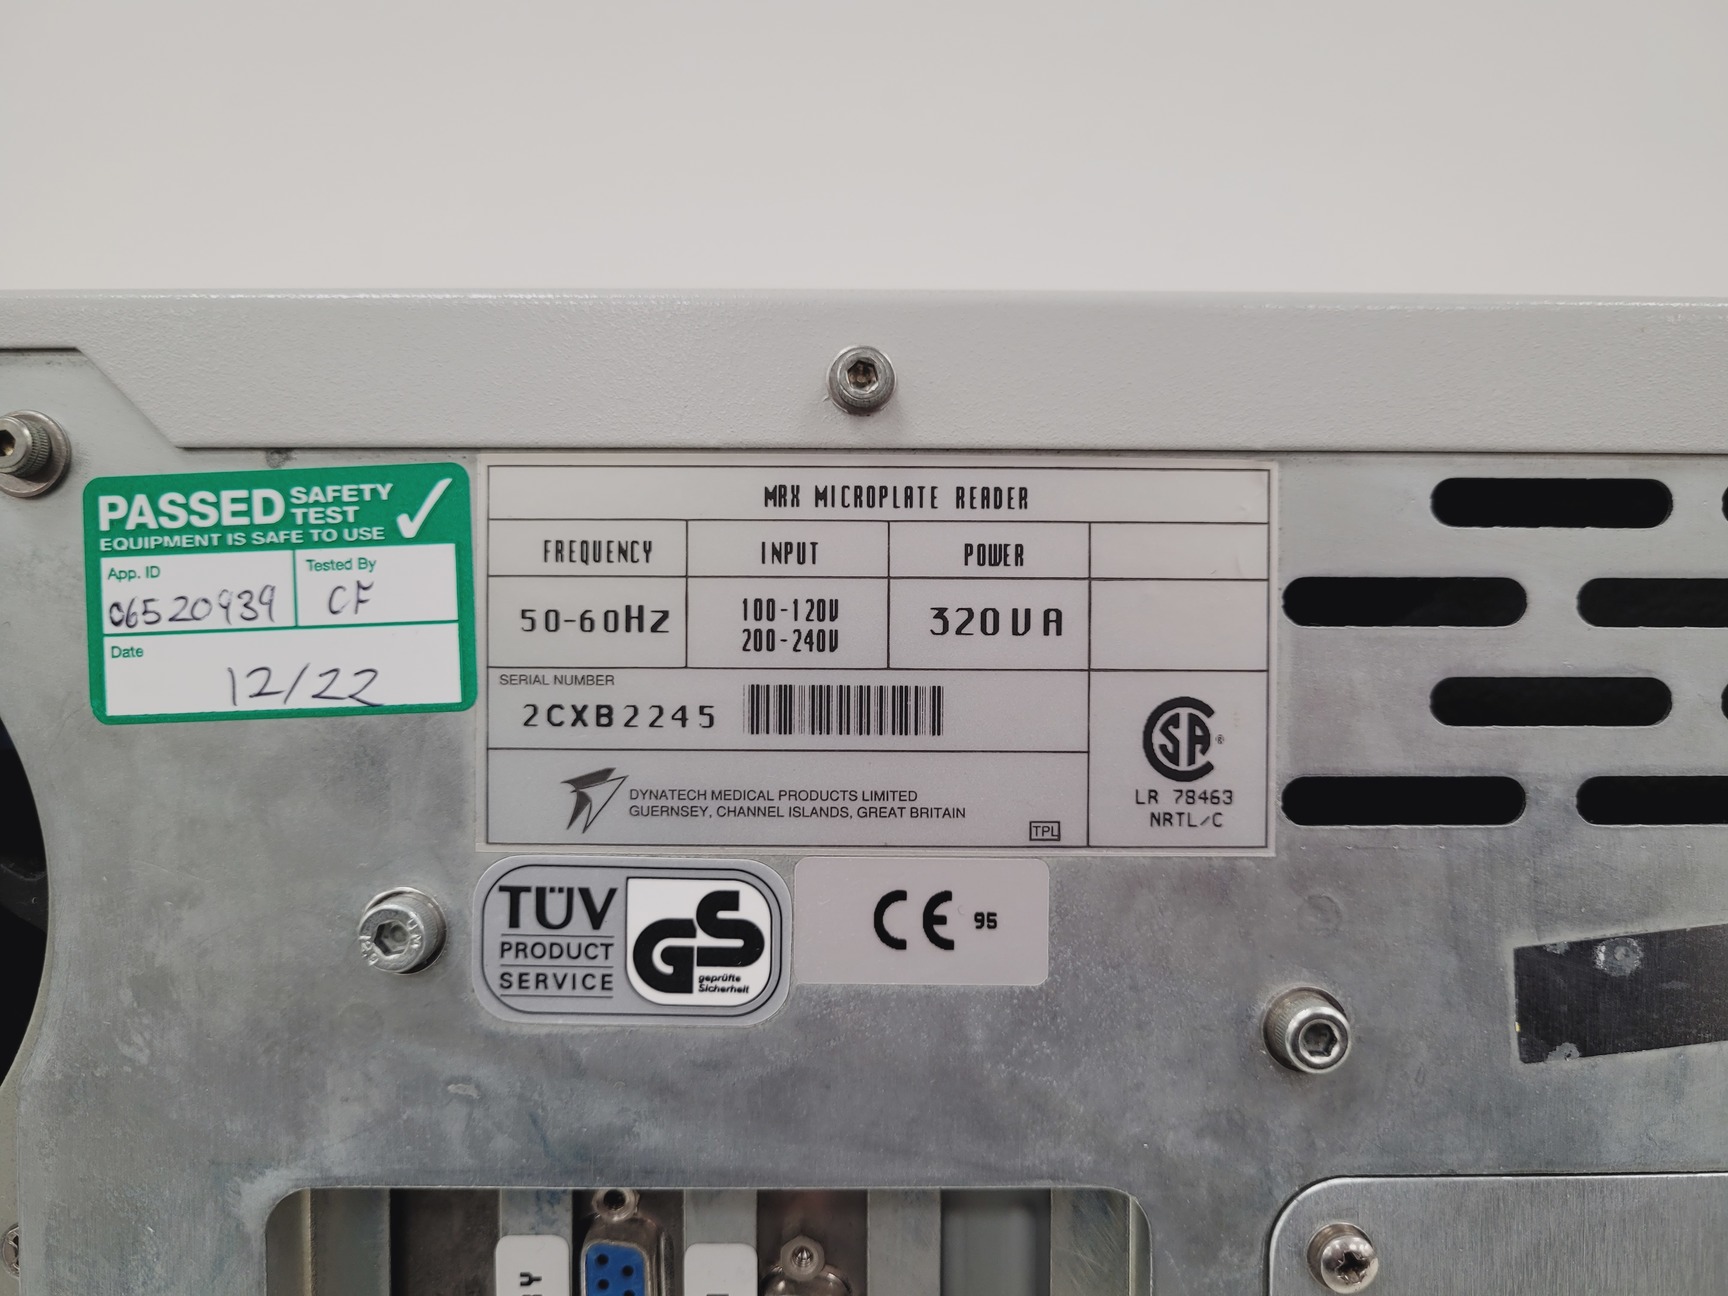 PASSED SAFETY TEST
EQUIPMENT IS SAFE TO USE
App. ID
06520939
Tested By
CF
Date
12/22
MRX MICROPLATE READER
FREQUENCY INPUT POWER
50-60Hz
100-120V
200-240V
320VA
SERIAL NUMBER
2CXB2245
DYNATECH MEDICAL PRODUCTS LIMITED
GUERNSEY, CHANNEL ISLANDS, GREAT BRITAIN
TPL
CSA®
LR 78463
NRTL/C
TÜV
PRODUCT
SERVICE
GS
geprüfte
Sicherheit
CE 95